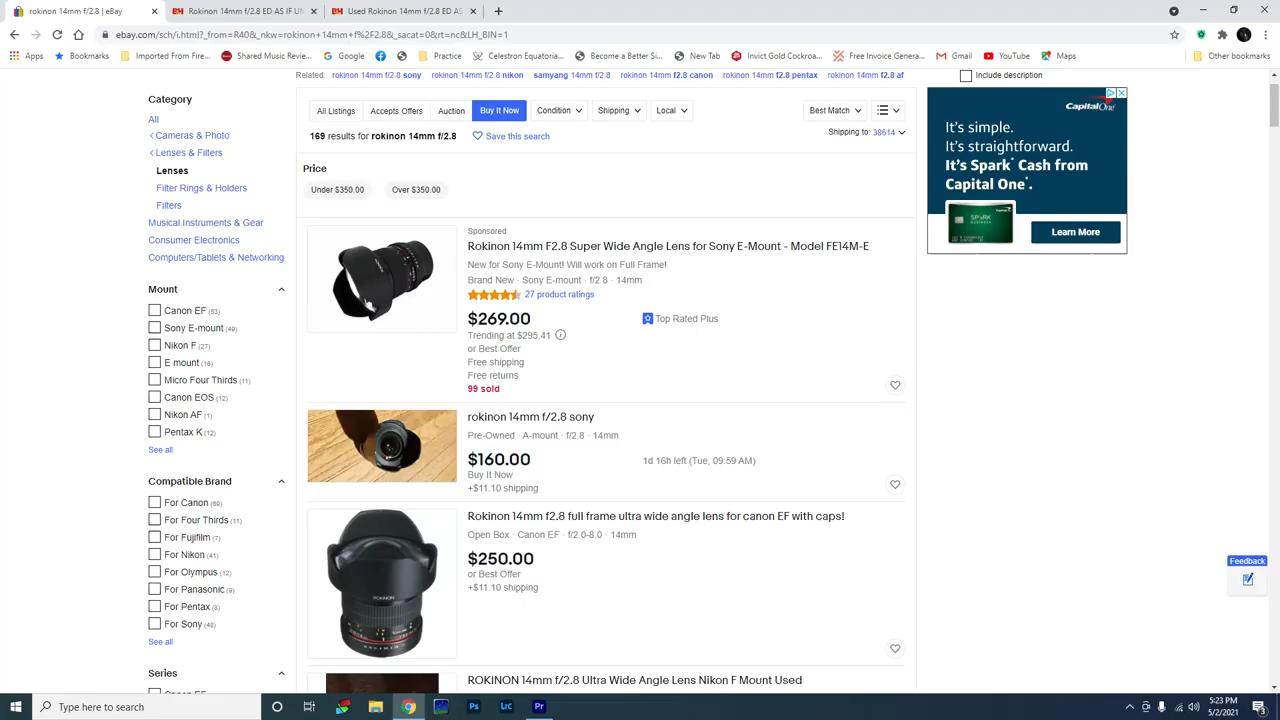 rokinon 14mm f/2.8 | eBay
rokinon 14mm f/2.8 ED AS IF UM
Used Rokinon 14mm f/2.8 ED AS
ebay.com/sch/i.html?_from=R40&_nkw=rokinon+14mm+f%2F2.8&_sacat=0&rt=nc&LH_BIN=1
Apps
Bookmarks
Imported From Fire...
Shared Music Revie...
Google
Practice
Celestron Equatoria...
Become a Better Si...
New Tab
Invict Gold Cockroa...
Free Invoice Genera...
Gmail
YouTube
Maps
Other bookmarks
Related: rokinon 14mm f/2.8 sony rokinon 14mm f/2.8 nikon samyang 14mm f/2.8 rokinon 14mm f2.8 canon rokinon 14mm f2.8 pentax rokinon 14mm f2.8 af
Include description
Category
All
Cameras & Photo
Lenses & Filters
Lenses
Filter Rings & Holders
Filters
Musical Instruments & Gear
Consumer Electronics
Computers/Tablets & Networking
Mount
Canon EF (53)
Sony E-mount (49)
Nikon F (27)
E mount (16)
Micro Four Thirds (11)
Canon EOS (12)
Nikon AF (1)
Pentax K (12)
See all
Compatible Brand
For Canon (69)
For Four Thirds (11)
For Fujifilm (7)
For Nikon (41)
For Olympus (12)
For Panasonic (9)
For Pentax (8)
For Sony (48)
See all
Series
All Listings
Accepts Offers
Auction
Buy It Now
Condition
Shipping
Local
Best Match
169 results for rokinon 14mm f/2.8
Save this search
Shipping to: 38614
Price
Under $350.00
Over $350.00
Sponsored
Rokinon 14mm F2.8 Super Wide Angle Lens for Sony E-Mount - Model FE14M-E
New for Sony E-Mount! Will work on Full Frame!
Brand New · Sony E-mount · f/2.8 · 14mm
27 product ratings
$269.00
Top Rated Plus
Trending at $295.41
or Best Offer
Free shipping
Free returns
99 sold
rokinon 14mm f/2.8 sony
Pre-Owned · A-mount · f/2.8 · 14mm
$160.00
1d 16h left (Tue, 09:59 AM)
Buy It Now
+$11.10 shipping
Rokinon 14mm f2.8 full frame ultra wide angle lens for canon EF with caps!
Open Box · Canon EF · f/2.0-8.0 · 14mm
$250.00
or Best Offer
+$11.10 shipping
ROKINON
ROKINON 14mm f/2.8 Ultra Wide Angle Lens Nikon F Mount Used
Capital One
It's simple.
It's straightforward.
It's Spark® Cash from
Capital One®.
SPARK
BUSINESS
Learn More
Feedback
Type here to search
Ps
Lrc
Pr
5:23 PM
5/2/2021
3